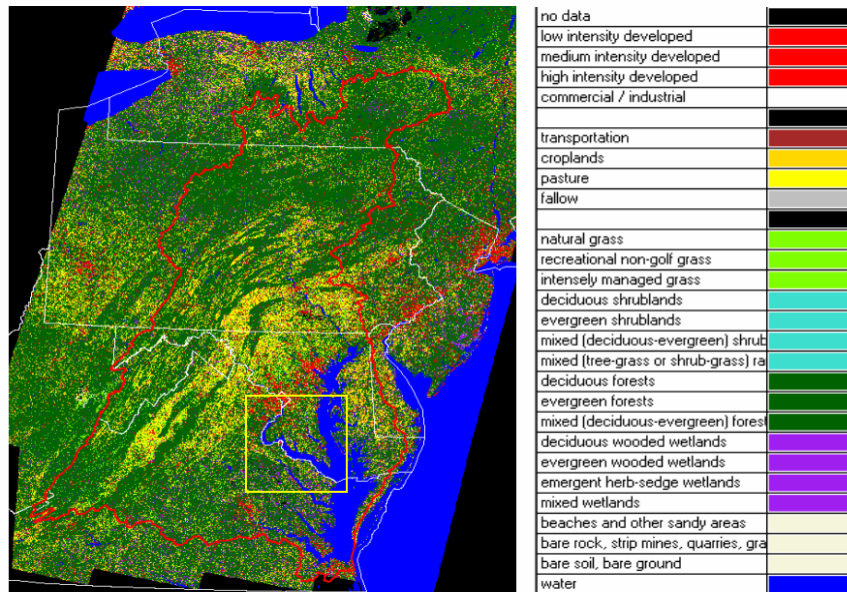 no data
low intensity developed
medium intensity developed
high intensity developed
commercial / industrial
transportation
croplands
pasture
fallow
natural grass
recreational non-golf grass
intensely managed grass
deciduous shrublands
evergreen shrublands
mixed (deciduous-evergreen) shrub
mixed (tree-grass or shrub-grass) ra
deciduous forests
evergreen forests
mixed (deciduous-evergreen) forest
deciduous wooded wetlands
evergreen wooded wetlands
emergent herb-sedge wetlands
mixed wetlands
beaches and other sandy areas
bare rock, strip mines, quarries, gra
bare soil, bare ground
water